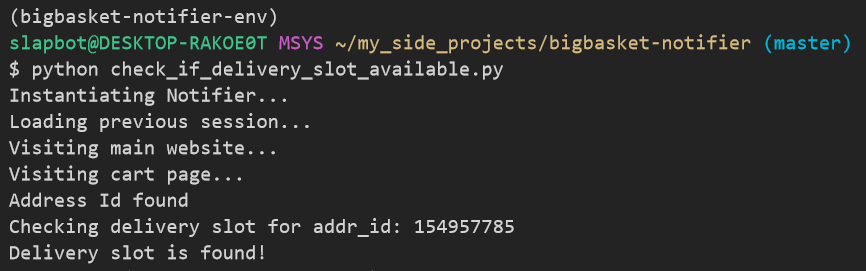 (bigbasket-notifier-env)
slapbot@DESKTOP-RAKOE0T MSYS ~/my_side_projects/bigbasket-notifier (master)
$ python check_if_delivery_slot_available.py
Instantiating Notifier...
Loading previous session...
Visiting main website...
Visiting cart page...
Address Id found
Checking delivery slot for addr_id: 154957785
Delivery slot is found!